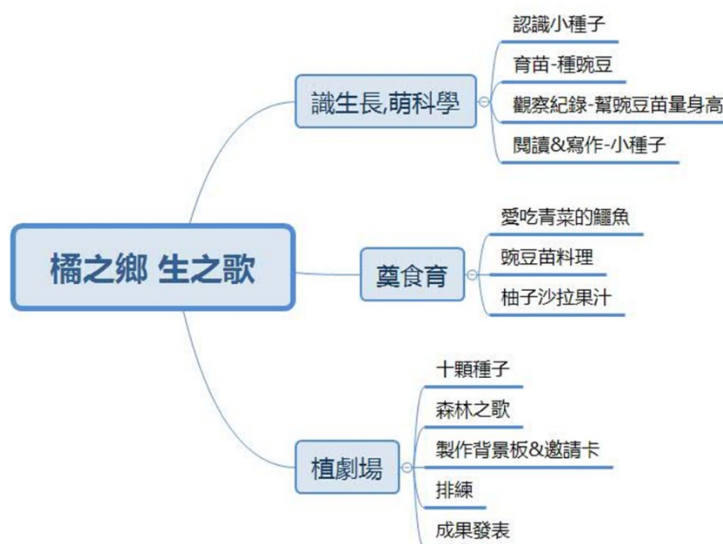 橘之鄉 生之歌
識生長,萌科學
認識小種子
育苗-種豌豆
觀察紀錄-幫豌豆苗量身高
閱讀&寫作-小種子
奠食育
愛吃青菜的鱷魚
豌豆苗料理
柚子沙拉果汁
植劇場
十顆種子
森林之歌
製作背景板&邀請卡
排練
成果發表